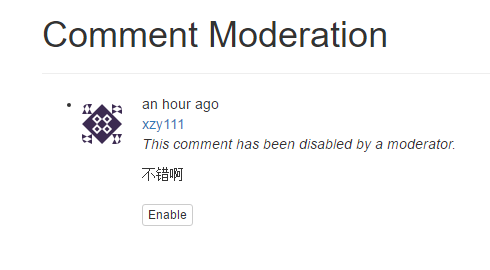 Comment Moderation
an hour ago
xzy111
This comment has been disabled by a moderator.
不错啊
Enable